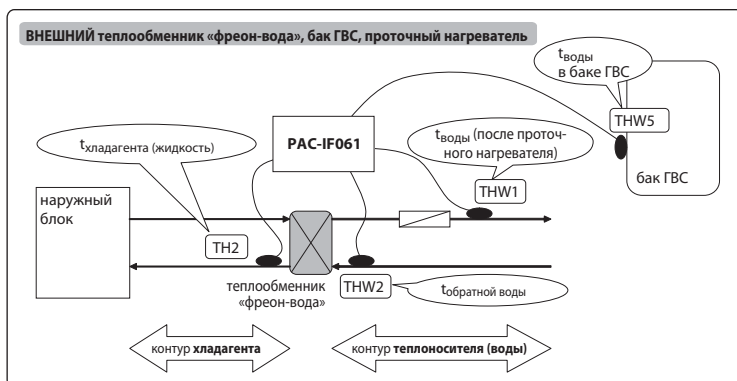 ВНЕШНИЙ теплообменник «фреон-вода», бак ГВС, проточный нагреватель
tводы
в баке ГВС
THW5
бак ГВС
PAC-IF061
tводы (после проточ-
ного нагревателя)
THW1
tхладагента (жидкость)
наружный
блок
TH2
теплообменник
«фреон-вода»
THW2
tобратной воды
контур хладагента
контур теплоносителя (воды)